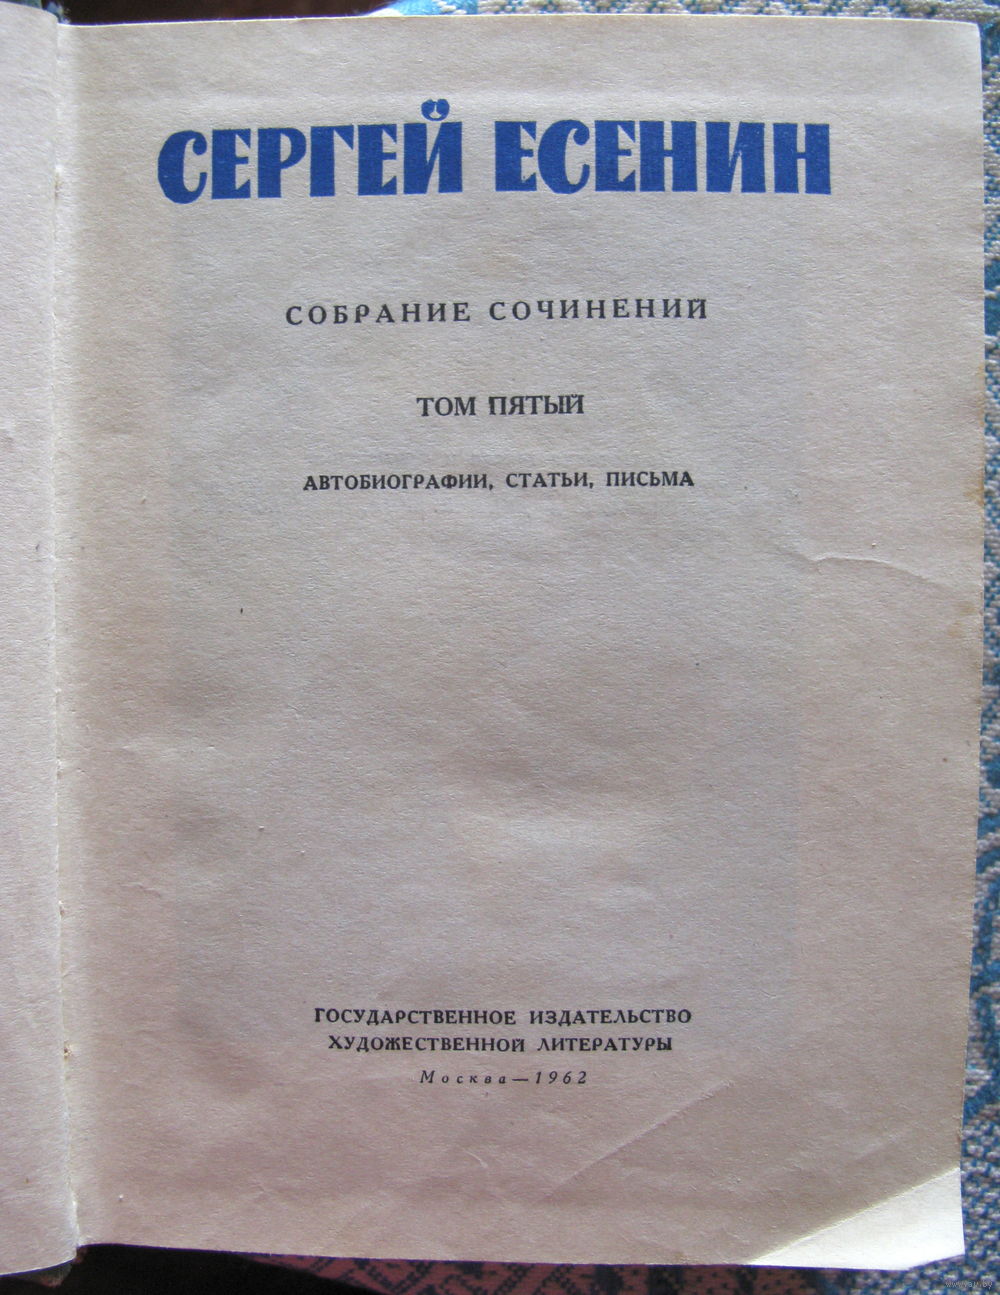 СЕРГЕЙ ЕСЕНИН
СОБРАНИЕ СОЧИНЕНИЙ
ТОМ ПЯТЫЙ
АВТОБИОГРАФИИ, СТАТЬИ, ПИСЬМА
ГОСУДАРСТВЕННОЕ ИЗДАТЕЛЬСТВО
ХУДОЖЕСТВЕННОЙ ЛИТЕРАТУРЫ
Москва—1962